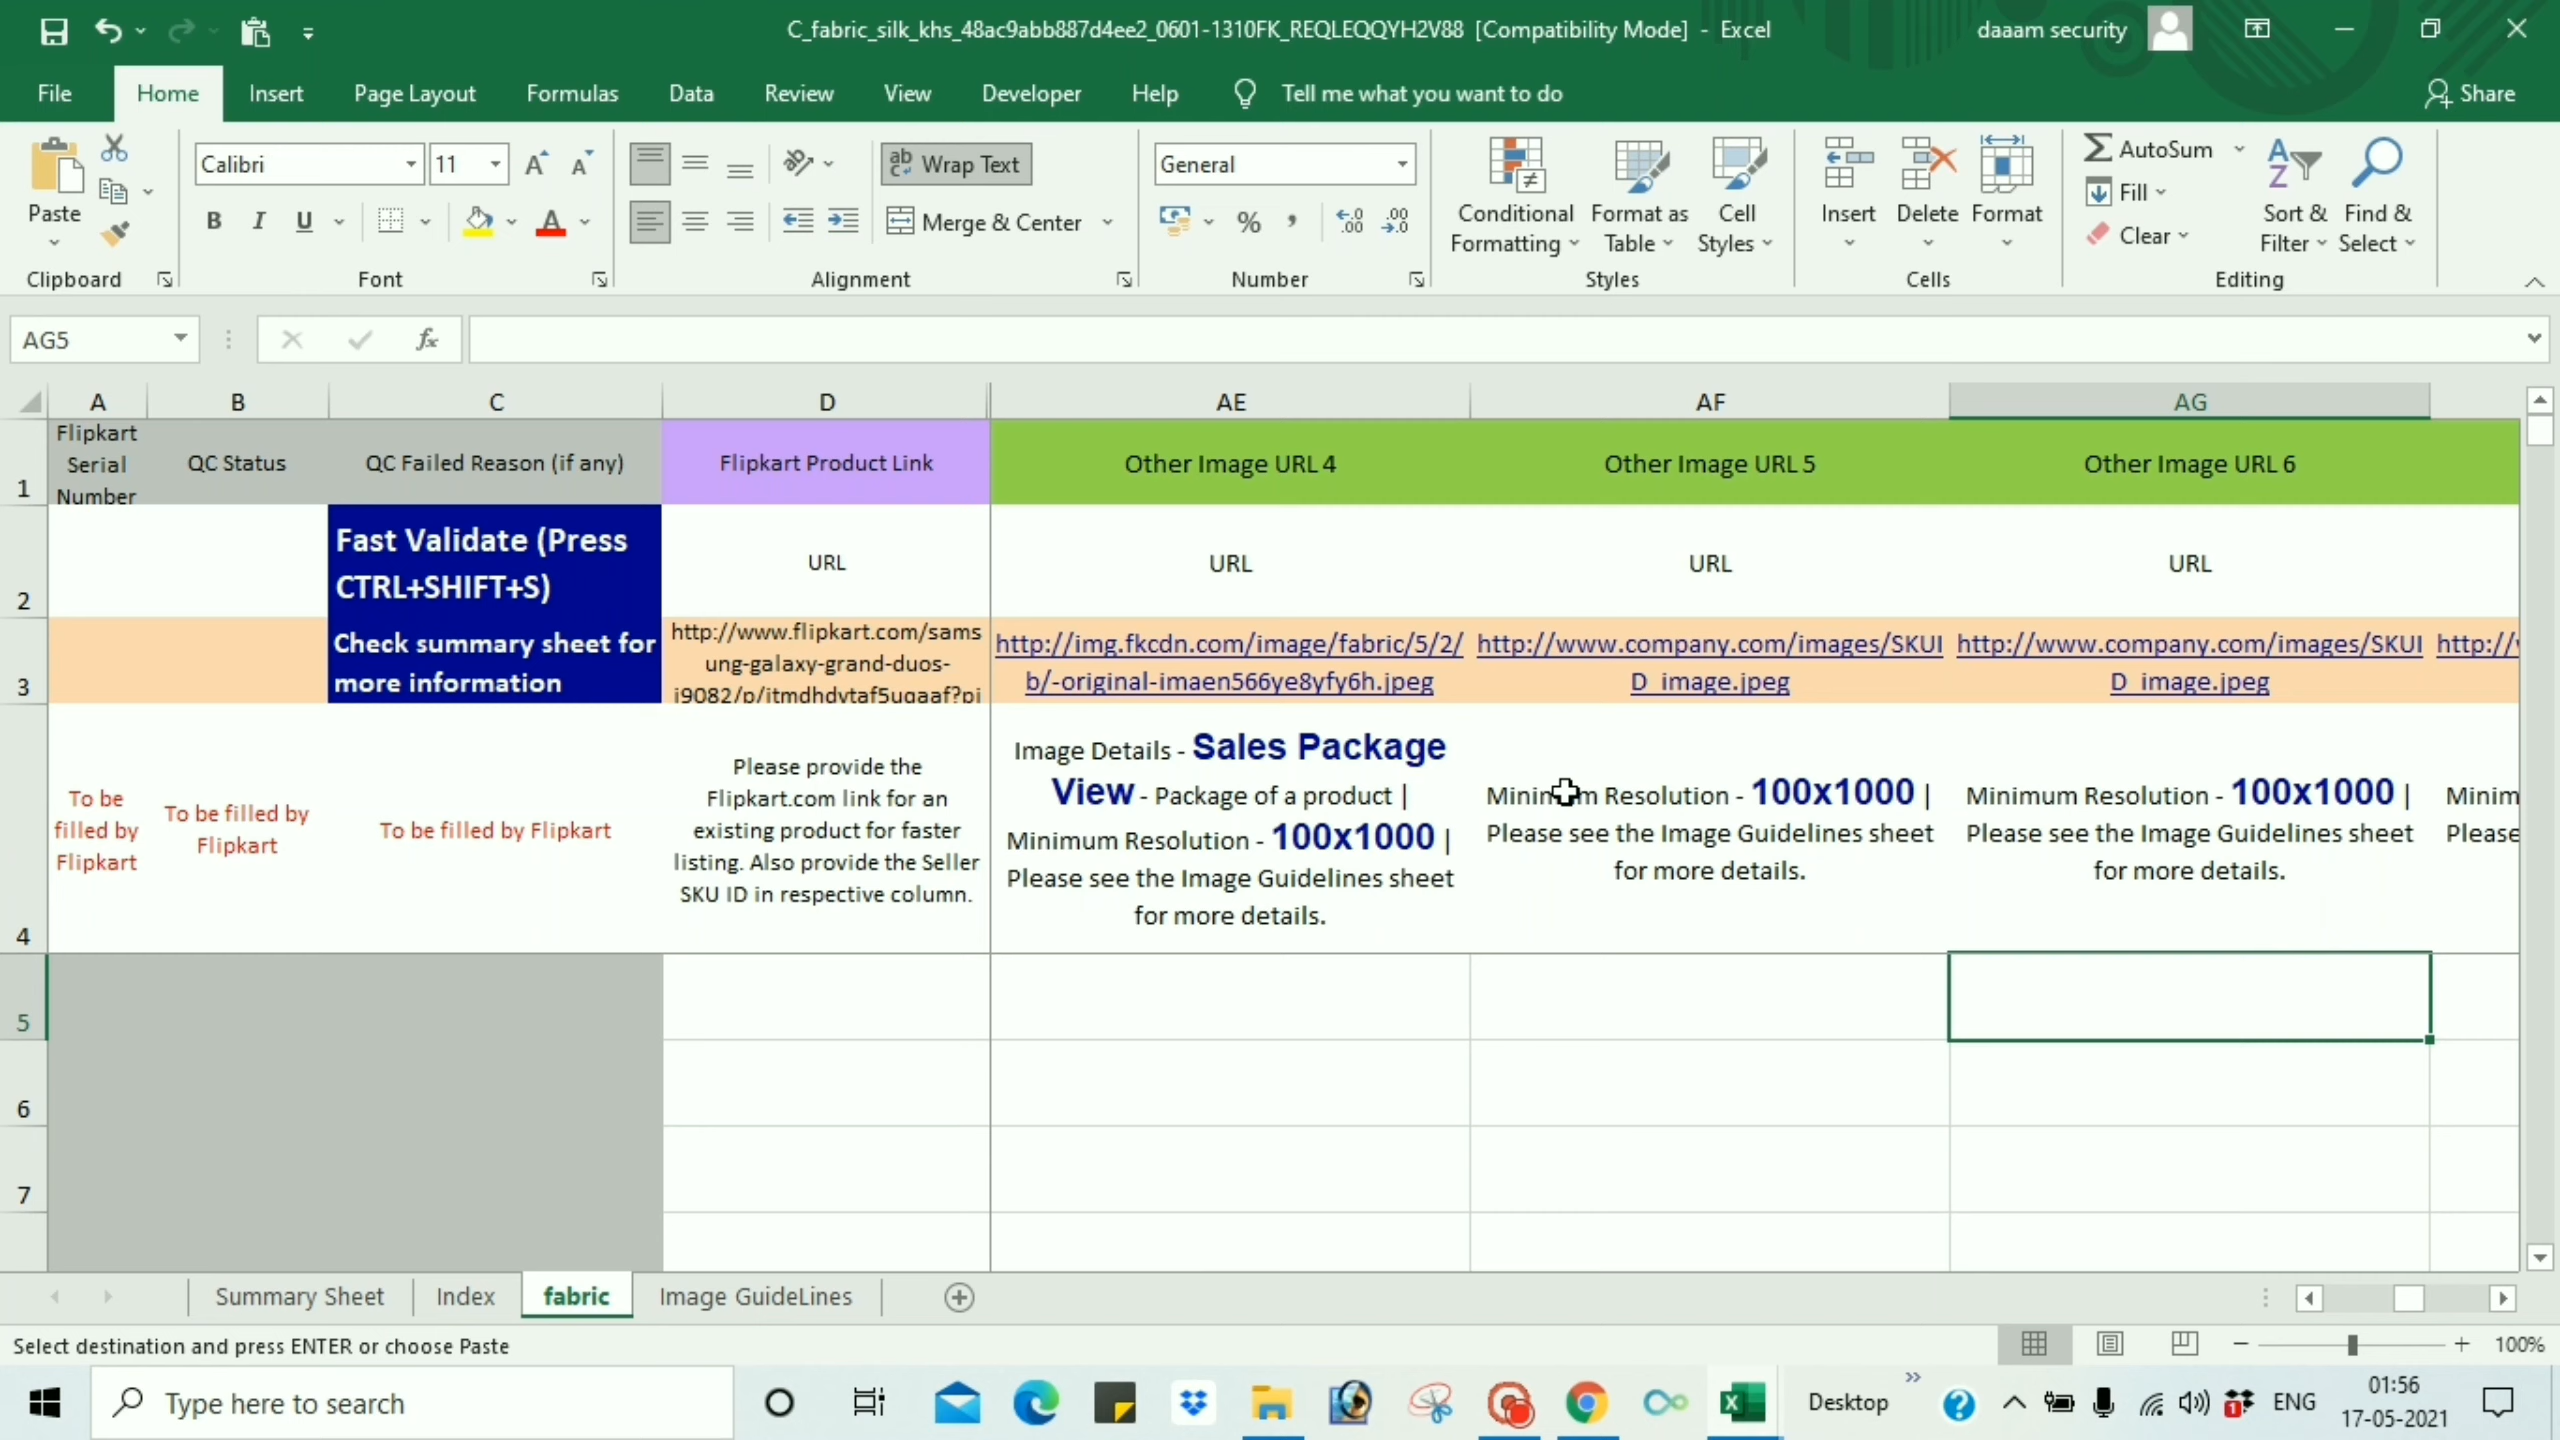 C_fabric_silk_khs_48ac9abb887d4ee2_0601-1310FK_REQLEQQYH2V88 [Compatibility Mode] - Excel
daaam security
File Home Insert Page Layout Formulas Data Review View Developer Help Tell me what you want to do Share
Paste
Clipboard
Calibri 11
B I U
Font
Wrap Text
Merge & Center
Alignment
General
%
Number
Conditional Formatting
Format as Table
Cell Styles
Styles
Insert Delete Format
Cells
AutoSum
Fill
Clear
Sort & Filter
Find & Select
Editing
AG5
fx
A B C D AE AF AG
1
Flipkart
Serial
Number
QC Status
QC Failed Reason (if any)
Flipkart Product Link
Other Image URL 4
Other Image URL 5
Other Image URL 6
2
Fast Validate (Press
CTRL+SHIFT+S)
URL
URL
URL
URL
3
Check summary sheet for
more information
http://www.flipkart.com/sams
ung-galaxy-grand-duos-
http://img.fkcdn.com/image/fabric/5/2/
b/-original-imaen566ye8yfy6h.jpeg
http://www.company.com/images/SKUI
D_image.jpeg
http://www.company.com/images/SKUI
D_image.jpeg
4
To be
filled by
Flipkart
To be filled by
Flipkart
To be filled by Flipkart
Please provide the
Flipkart.com link for an
existing product for faster
listing. Also provide the Seller
SKU ID in respective column.
Image Details - Sales Package
View - Package of a product |
Minimum Resolution - 100x1000 |
Please see the Image Guidelines sheet
for more details.
Minimum Resolution - 100x1000 |
Please see the Image Guidelines sheet
for more details.
Minimum Resolution - 100x1000 |
Please see the Image Guidelines sheet
for more details.
Minim
Please
5
6
7
Summary Sheet Index fabric Image GuideLines
Select destination and press ENTER or choose Paste
100%
Type here to search
Desktop
ENG
01:56
17-05-2021